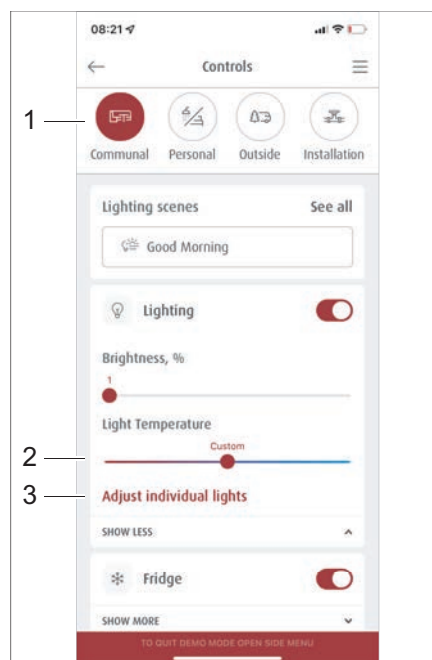 08:21
Controls
1
Communal Personal Outside Installation
Lighting scenes See all
Good Morning
Lighting
Brightness, %
1
Light Temperature
Custom
2
3 Adjust individual lights
SHOW LESS
Fridge
SHOW MORE
TO QUIT DEMO MODE OPEN SIDE MENU